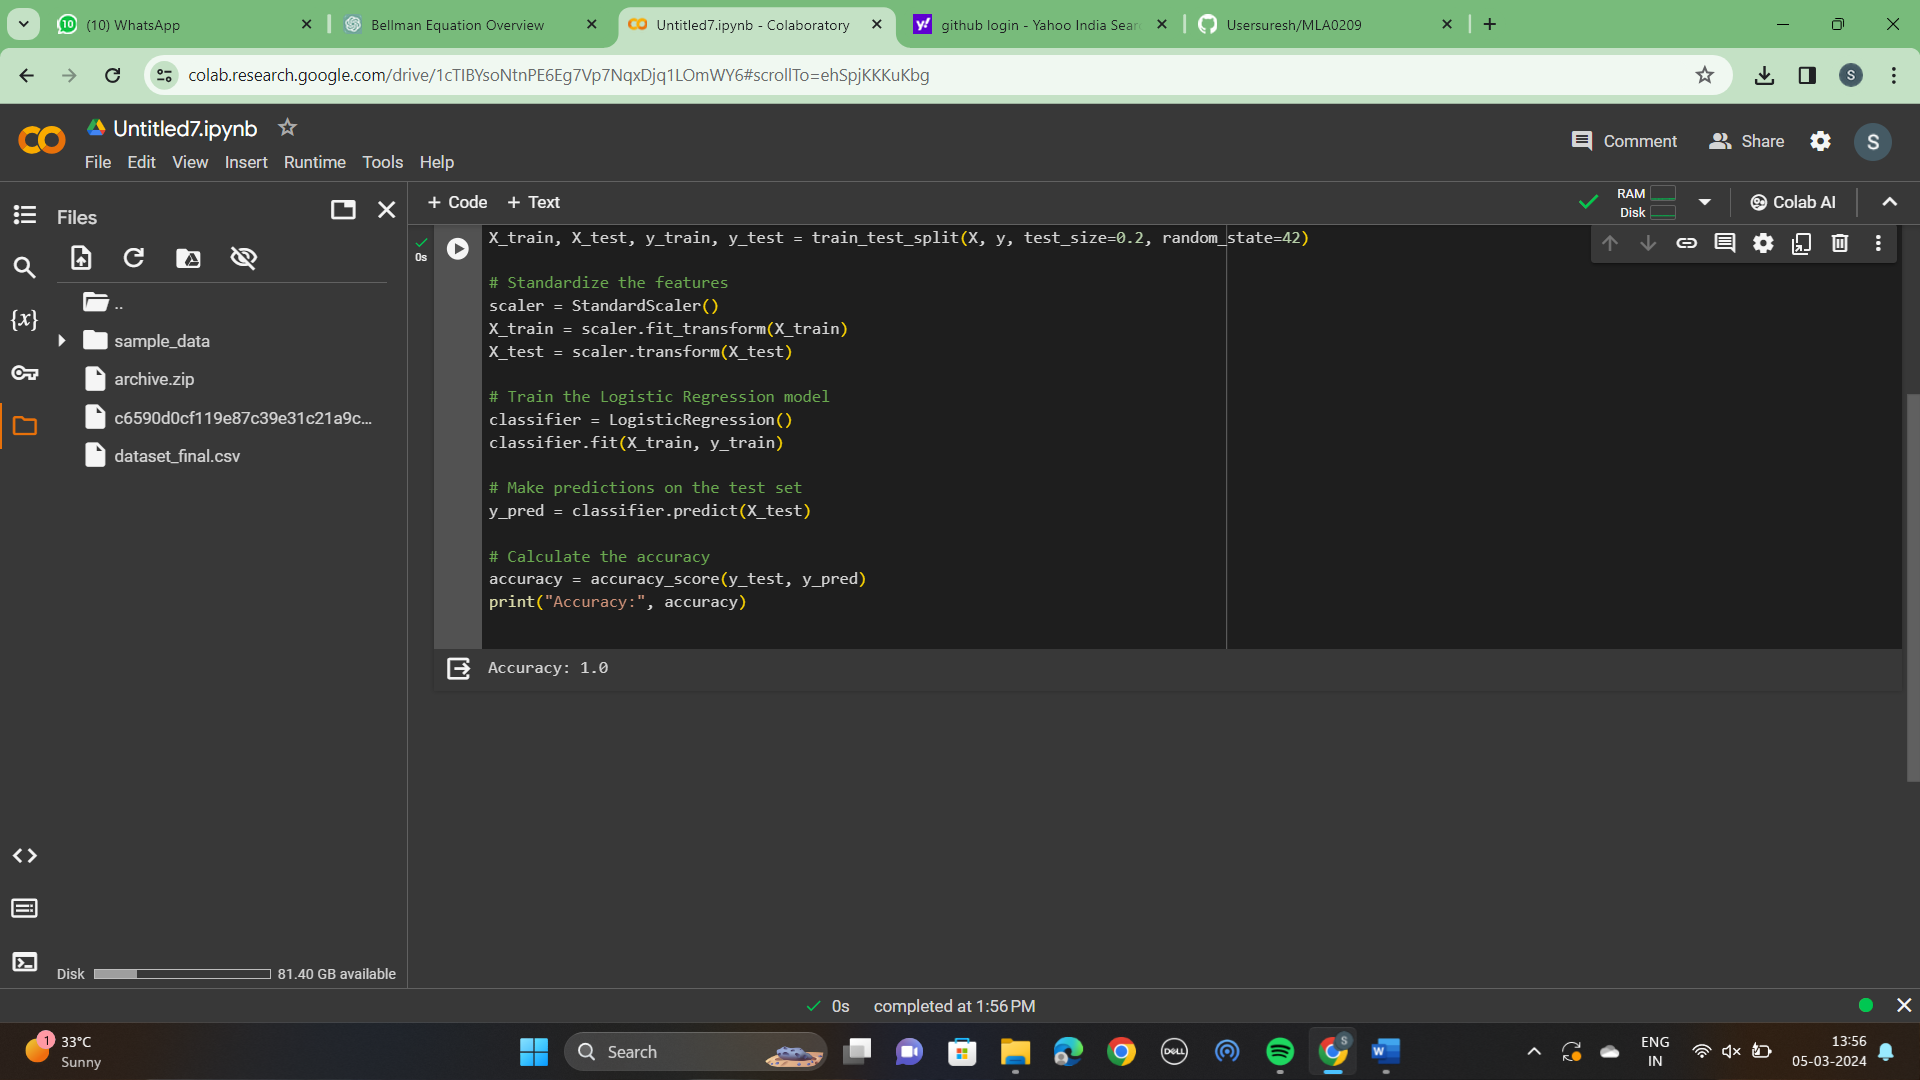 (10) WhatsApp
Bellman Equation Overview
Untitled7.ipynb - Colaboratory
github login - Yahoo India Sear
Usersuresh/MLA0209
colab.research.google.com/drive/1cTIBYsoNtnPE6Eg7Vp7NqxDjq1LOmWY6#scrollTo=ehSpjKKKuKbg
S
Untitled7.ipynb
File Edit View Insert Runtime Tools Help
Comment
Share
S
Files
+ Code + Text
RAM
Disk
Colab AI
..
sample_data
archive.zip
c6590d0cf119e87c39e31c21a9c...
dataset_final.csv
{x}
0s
X_train, X_test, y_train, y_test = train_test_split(X, y, test_size=0.2, random_state=42)
# Standardize the features
scaler = StandardScaler()
X_train = scaler.fit_transform(X_train)
X_test = scaler.transform(X_test)
# Train the Logistic Regression model
classifier = LogisticRegression()
classifier.fit(X_train, y_train)
# Make predictions on the test set
y_pred = classifier.predict(X_test)
# Calculate the accuracy
accuracy = accuracy_score(y_test, y_pred)
print("Accuracy:", accuracy)
Accuracy: 1.0
Disk 81.40 GB available
0s completed at 1:56 PM
1
33°C
Sunny
Search
DELL
S
W
ENG
IN
13:56
05-03-2024